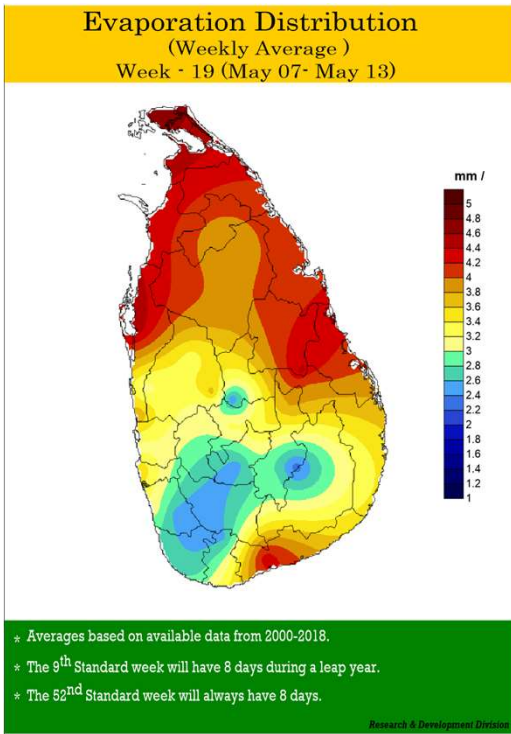 Evaporation Distribution
(Weekly Average )
Week - 19 (May 07- May 13)
mm /
5
4.8
4.6
4.4
4.2
4
3.8
3.6
3.4
3.2
3
2.8
2.6
2.4
2.2
2
1.8
1.6
1.4
1.2
1
* Averages based on available data from 2000-2018.
* The 9th Standard week will have 8 days during a leap year.
* The 52nd Standard week will always have 8 days.
Research & Development Division